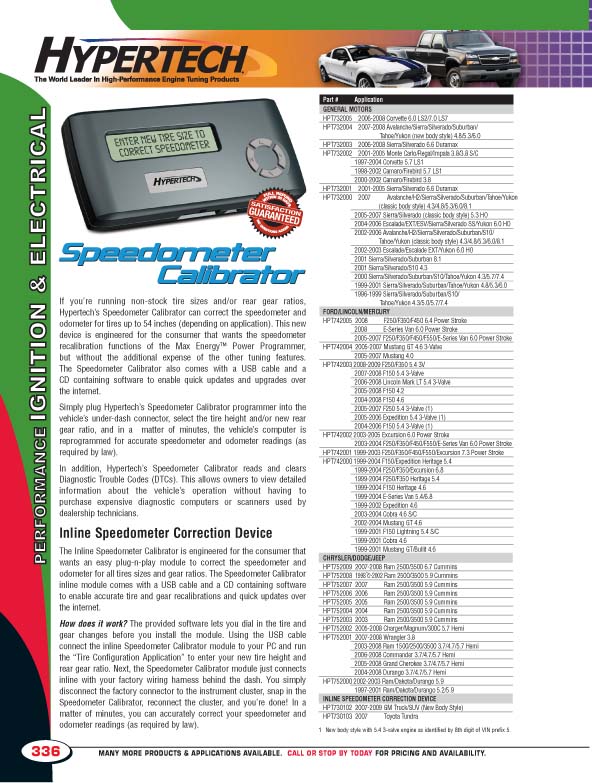 HYPERTECH
The World Leader In High-Performance Engine Tuning Products
PERFORMANCE IGNITION & ELECTRICAL
ENTER NEW TIRE SIZE TO
CORRECT SPEEDOMETER
HYPERTECH
SATISFACTION
GUARANTEED
Speedometer
Calibrator
If you're running non-stock tire sizes and/or rear gear ratios,
Hypertech's Speedometer Calibrator can correct the speedometer and
odometer for tires up to 54 inches (depending on application). This new
device is engineered for the consumer that wants the speedometer
recalibration functions of the Max Energy™ Power Programmer,
but without the additional expense of the other tuning features.
The Speedometer Calibrator also comes with a USB cable and a
CD containing software to enable quick updates and upgrades over
the internet.
Simply plug Hypertech's Speedometer Calibrator programmer into the
vehicle's under-dash connector, select the tire height and/or new rear
gear ratio, and in a matter of minutes, the vehicle's computer is
reprogrammed for accurate speedometer and odometer readings (as
required by law).
In addition, Hypertech's Speedometer Calibrator reads and clears
Diagnostic Trouble Codes (DTCs). This allows owners to view detailed
information about the vehicle's operation without having to
purchase expensive diagnostic computers or scanners used by
dealership technicians.
Inline Speedometer Correction Device
The Inline Speedometer Calibrator is engineered for the consumer that
wants an easy plug-n-play module to correct the speedometer and
odometer for all tires sizes and gear ratios. The Speedometer Calibrator
inline module comes with a USB cable and a CD containing software
to enable accurate tire and gear recalibrations and quick updates over
the internet.
How does it work? The provided software lets you dial in the tire and
gear changes before you install the module. Using the USB cable
connect the inline Speedometer Calibrator module to your PC and run
the "Tire Configuration Application" to enter your new tire height and
rear gear ratio. Next, the Speedometer Calibrator module just connects
inline with your factory wiring harness behind the dash. You simply
disconnect the factory connector to the instrument cluster, snap in the
Speedometer Calibrator, reconnect the cluster, and you're done! In a
matter of minutes, you can accurately correct your speedometer and
odometer readings (as required by law).
Part # Application
GENERAL MOTORS
HPT732005 2006-2008 Corvette 6.0 LS2/7.0 LS7
HPT732004 2007-2008 Avalanche/Sierra/Silverado/Suburban/
Tahoe/Yukon (new body style) 4.8/5.3/6.0
HPT732003 2006-2008 Sierra/Silverado 6.6 Duramax
HPT732002 2001-2005 Monte Carlo/Regal/Impala 3.8/3.8 S/C
1997-2004 Corvette 5.7 LS1
1998-2002 Camaro/Firebird 5.7 LS1
2000-2002 Camaro/Firebird 3.8
HPT732001 2001-2005 Sierra/Silverado 6.6 Duramax
HPT732000 2007 Avalanche/H2/Sierra/Silverado/Suburban/Tahoe/Yukon
(classic body style) 4.3/4.8/5.3/6.0/8.1
2005-2007 Sierra/Silverado (classic body style) 5.3 HO
2004-2006 Escalade/EXT/ESV/Sierra/Silverado SS/Yukon 6.0 HO
2002-2006 Avalanche/H2/Sierra/Silverado/Suburban/S10/
Tahoe/Yukon (classic body style) 4.3/4.8/5.3/6.0/8.1
2002-2003 Escalade/Escalade EXT/Yukon 6.0 HO
2001 Sierra/Silverado/Suburban 8.1
2001 Sierra/Silverado/S10 4.3
2000 Sierra/Silverado/Suburban/S10/Tahoe/Yukon 4.3/5.7/7.4
1999-2001 Sierra/Silverado/Suburban/Tahoe/Yukon 4.8/5.3/6.0
1996-1999 Sierra/Silverado/Suburban/S10/
Tahoe/Yukon 4.3/5.0/5.7/7.4
FORD/LINCOLN/MERCURY
HPT742005 2008 F250/F350/F450 6.4 Power Stroke
2008 E-Series Van 6.0 Power Stroke
2005-2007 F250/F350/F450/F550/E-Series Van 6.0 Power Stroke
HPT742004 2005-2007 Mustang GT 4.6 3-Valve
2005-2007 Mustang 4.0
HPT742003 2008-2009 F250/F350 5.4 3V
2007-2008 F150 5.4 3-Valve
2006-2008 Lincoln Mark LT 5.4 3-Valve
2005-2008 F150 4.2
2004-2008 F150 4.6
2005-2007 F250 5.4 3-Valve (1)
2005-2006 Expedition 5.4 3-Valve (1)
2004-2006 F150 5.4 3-Valve (1)
HPT742002 2003-2005 Excursion 6.0 Power Stroke
2003-2004 F250/F350/F450/F550/E-Series Van 6.0 Power Stroke
HPT742001 1999-2003 F250/F350/F450/F550/Excursion 7.3 Power Stroke
HPT742000 1999-2004 F150/Expedition Heritage 5.4
1999-2004 F250/F350/Excursion 6.8
1999-2004 F250/F350 Heritage 5.4
1999-2004 F150 Heritage 4.6
1999-2004 E-Series Van 5.4/6.8
1999-2002 Expedition 4.6
2003-2004 Cobra 4.6 S/C
2002-2004 Mustang GT 4.6
1999-2001 F150 Lightning 5.4 S/C
1999-2001 Cobra 4.6
1999-2001 Mustang GT/Bullit 4.6
CHRYSLER/DODGE/JEEP
HPT752009 2007-2008 Ram 2500/3500 6.7 Cummins
HPT752008 1998½-2002 Ram 2500/3500 5.9 Cummins
HPT752007 2007 Ram 2500/3500 5.9 Cummins
HPT752006 2006 Ram 2500/3500 5.9 Cummins
HPT752005 2005 Ram 2500/3500 5.9 Cummins
HPT752004 2004 Ram 2500/3500 5.9 Cummins
HPT752003 2003 Ram 2500/3500 5.9 Cummins
HPT752002 2005-2008 Charger/Magnum/300C 5.7 Hemi
HPT752001 2007-2008 Wrangler 3.8
2003-2008 Ram 1500/2500/3500 3.7/4.7/5.7 Hemi
2006-2008 Commander 3.7/4.7/5.7 Hemi
2005-2008 Grand Cherokee 3.7/4.7/5.7 Hemi
2004-2008 Durango 3.7/4.7/5.7 Hemi
HPT752000 2002-2003 Ram/Dakota/Durango 5.9
1997-2001 Ram/Dakota/Durango 5.2/5.9
INLINE SPEEDOMETER CORRECTION DEVICE
HPT730102 2007-2009 GM Truck/SUV (New Body Style)
HPT730103 2007 Toyota Tundra
1 New body style with 5.4 3-valve engine as identified by 8th digit of VIN prefix 5.
336
MANY MORE PRODUCTS & APPLICATIONS AVAILABLE. CALL OR STOP BY TODAY FOR PRICING AND AVAILABILITY.